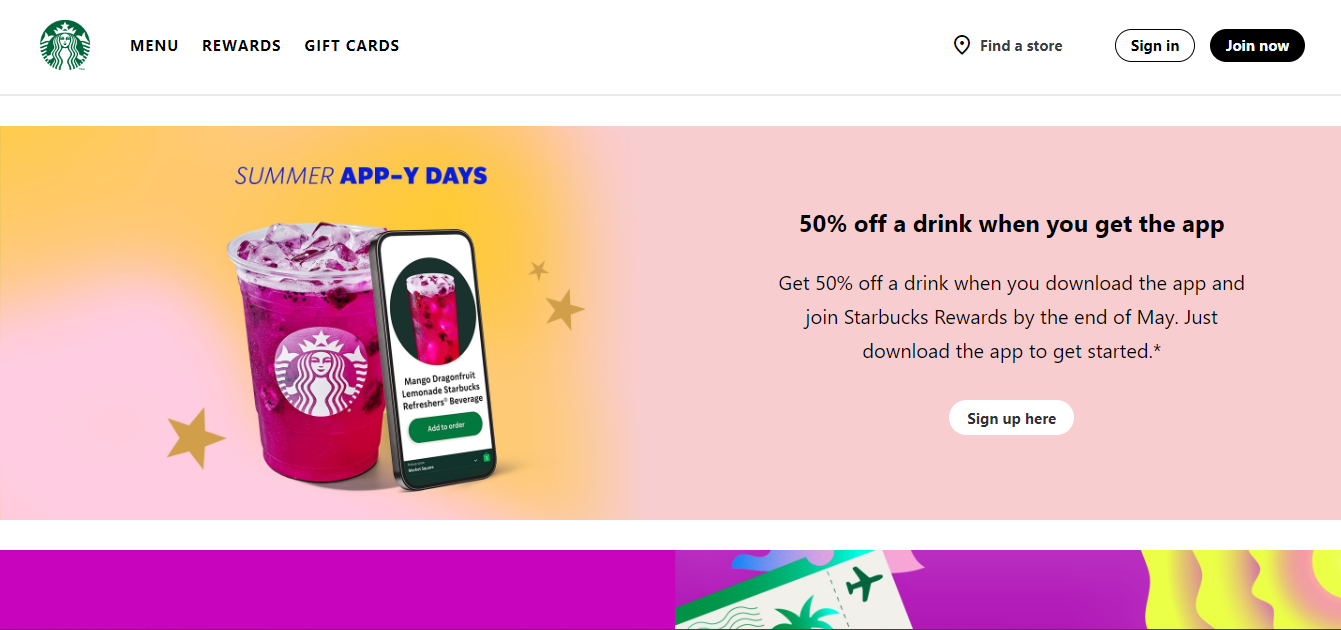 MENU
REWARDS
GIFT CARDS
Find a store
Sign in
Join now
SUMMER APP-Y DAYS
50% off a drink when you get the app
Get 50% off a drink when you download the app and
join Starbucks Rewards by the end of May. Just
download the app to get started.*
Sign up here
Mango Dragonfruit
Lemonade Starbucks
Refreshers® Beverage
Add to order
Market Square